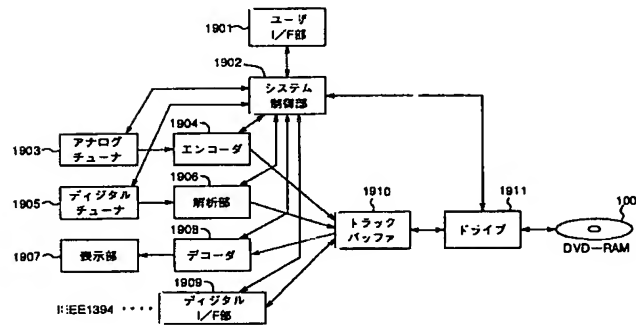 1901
ユーザ
I/F部
1902
システム
制御部
1903
アナログ
チューナ
1904
エンコーダ
1905
ディジタル
チューナ
1906
解析部
1907
表示部
1908
デコーダ
1909
ディジタル
I/F部
IEEE1394
1910
トラック
バッファ
1911
ドライブ
100
DVD-RAM